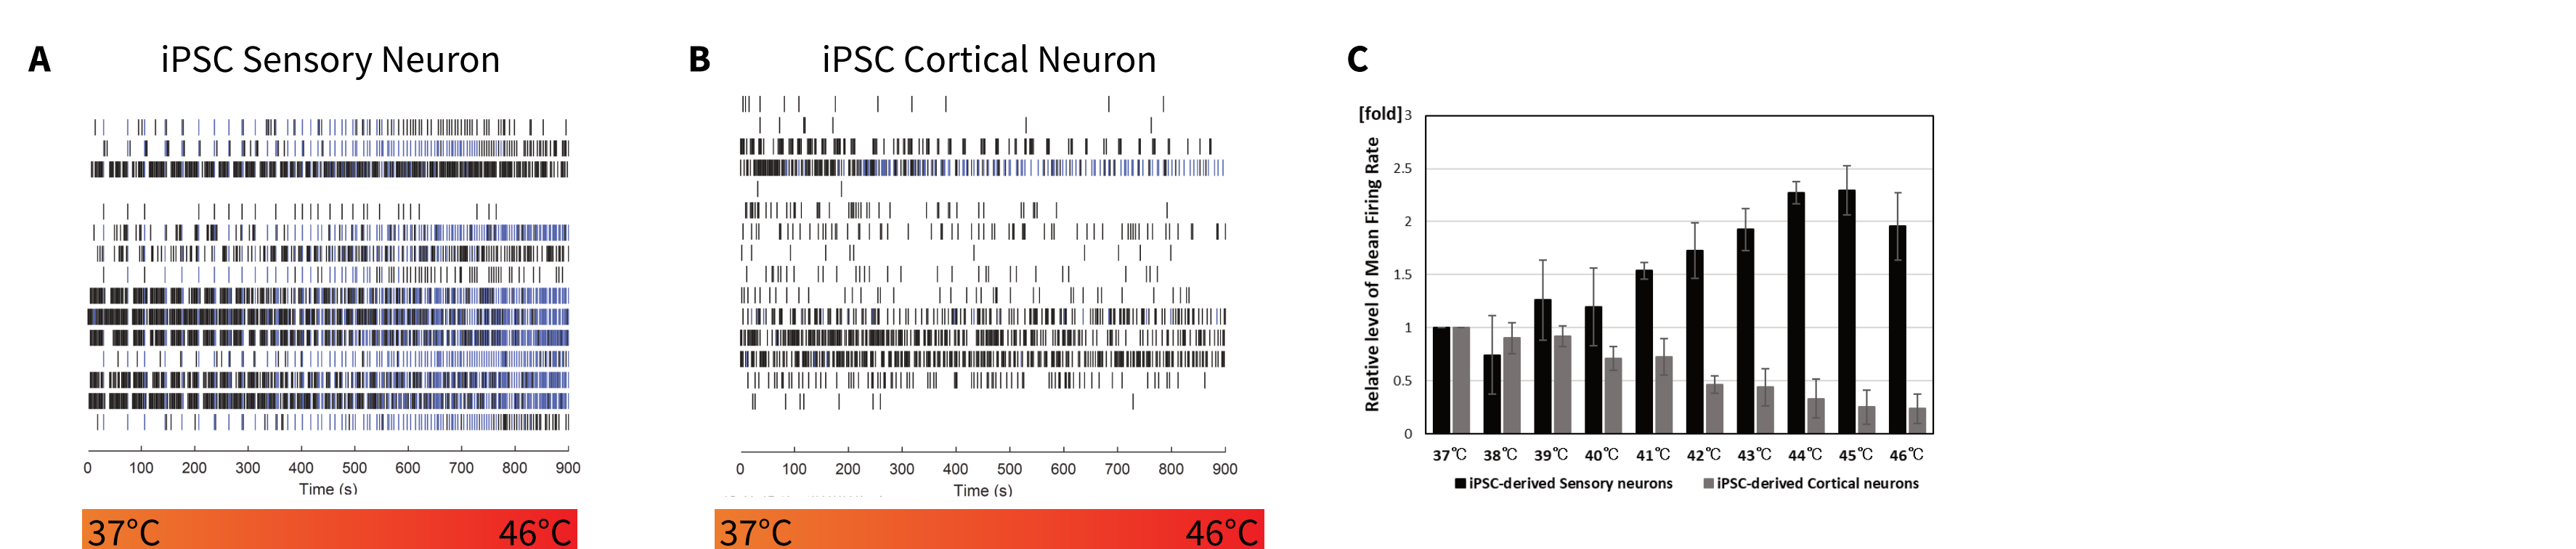 A
iPSC Sensory Neuron
0 100 200 300 400 500 600 700 800 900
Time (s)
37°C 46°C
B
iPSC Cortical Neuron
0 100 200 300 400 500 600 700 800 900
Time (s)
37°C 46°C
C
[fold]
Relative level of Mean Firing Rate
3
2.5
2
1.5
1
0.5
0
37℃ 38℃ 39℃ 40℃ 41℃ 42℃ 43℃ 44℃ 45℃ 46℃
iPSC-derived Sensory neurons iPSC-derived Cortical neurons